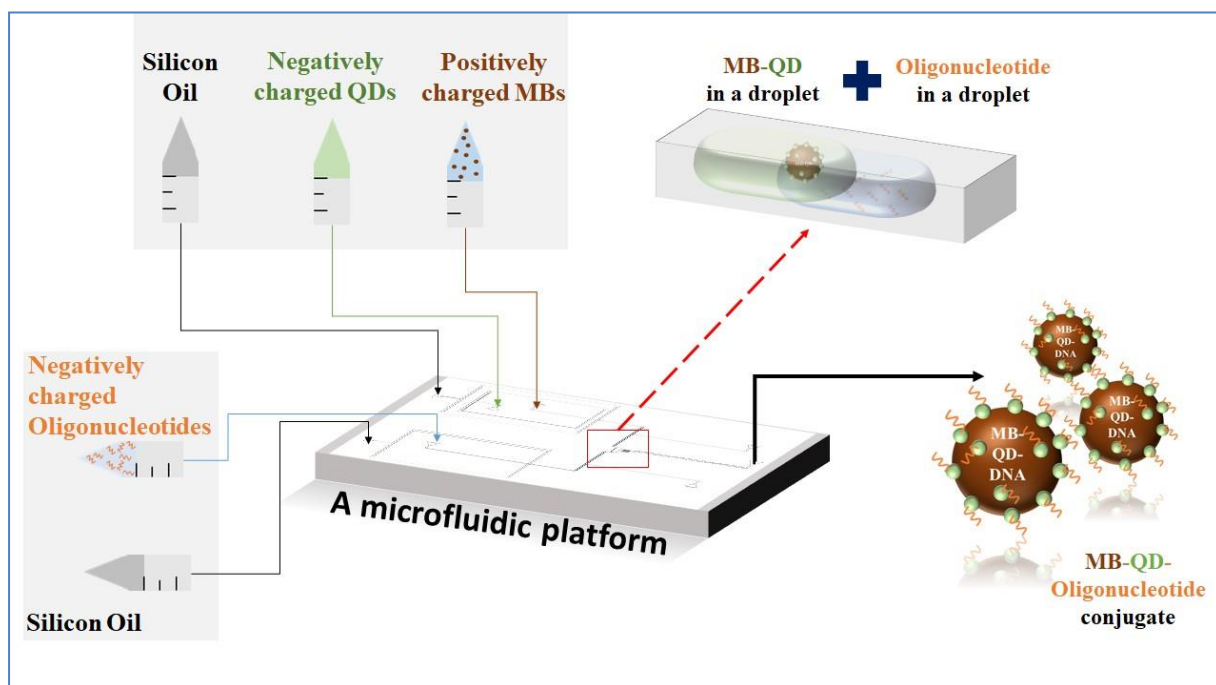 Silicon
Oil
Negatively
charged QDs
Positively
charged MBs
MB-QD
in a droplet
Oligonucleotide
in a droplet
Negatively
charged
Oligonucleotides
Silicon Oil
A microfluidic platform
MB-
QD-
DNA
MB-
QD-
DNA
MB-
QD-
DNA
MB-QD-
Oligonucleotide
conjugate